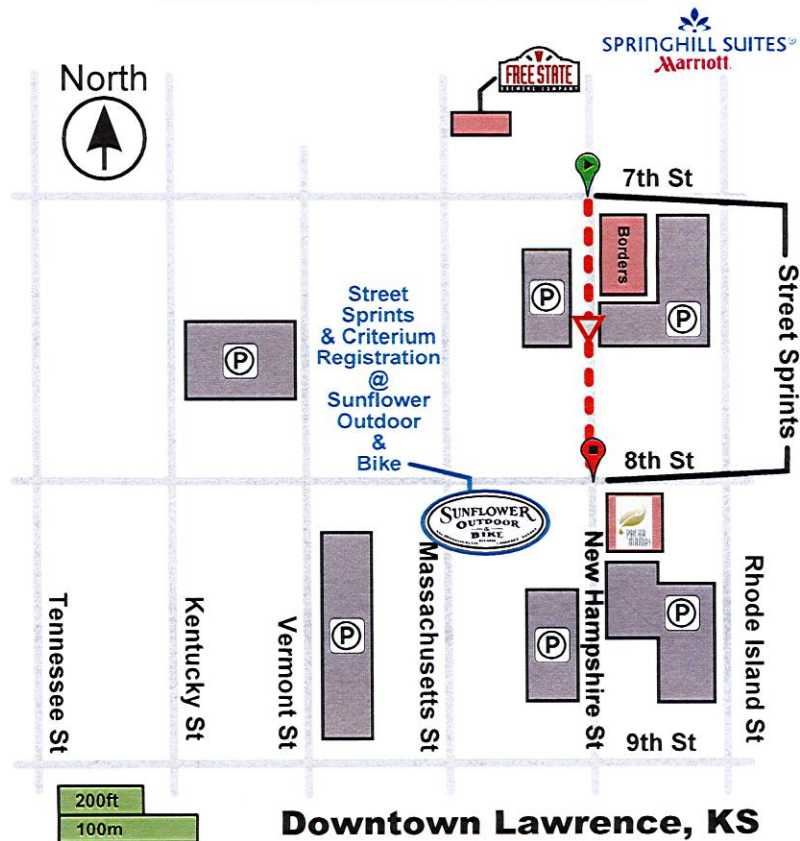 SPRINGHILL SUITES®
Marriott
North
FREE STATE
BREWING COMPANY
7th St
Borders
P
P
P
Street
Sprints
& Criterium
Registration
@
Sunflower
Outdoor
&
Bike
Street Sprints
8th St
SUNFLOWER
OUTDOOR
&
BIKE
P
P
P
Tennessee St
Kentucky St
Vermont St
Massachusetts St
New Hampshire St
Rhode Island St
9th St
200ft
100m
Downtown Lawrence, KS